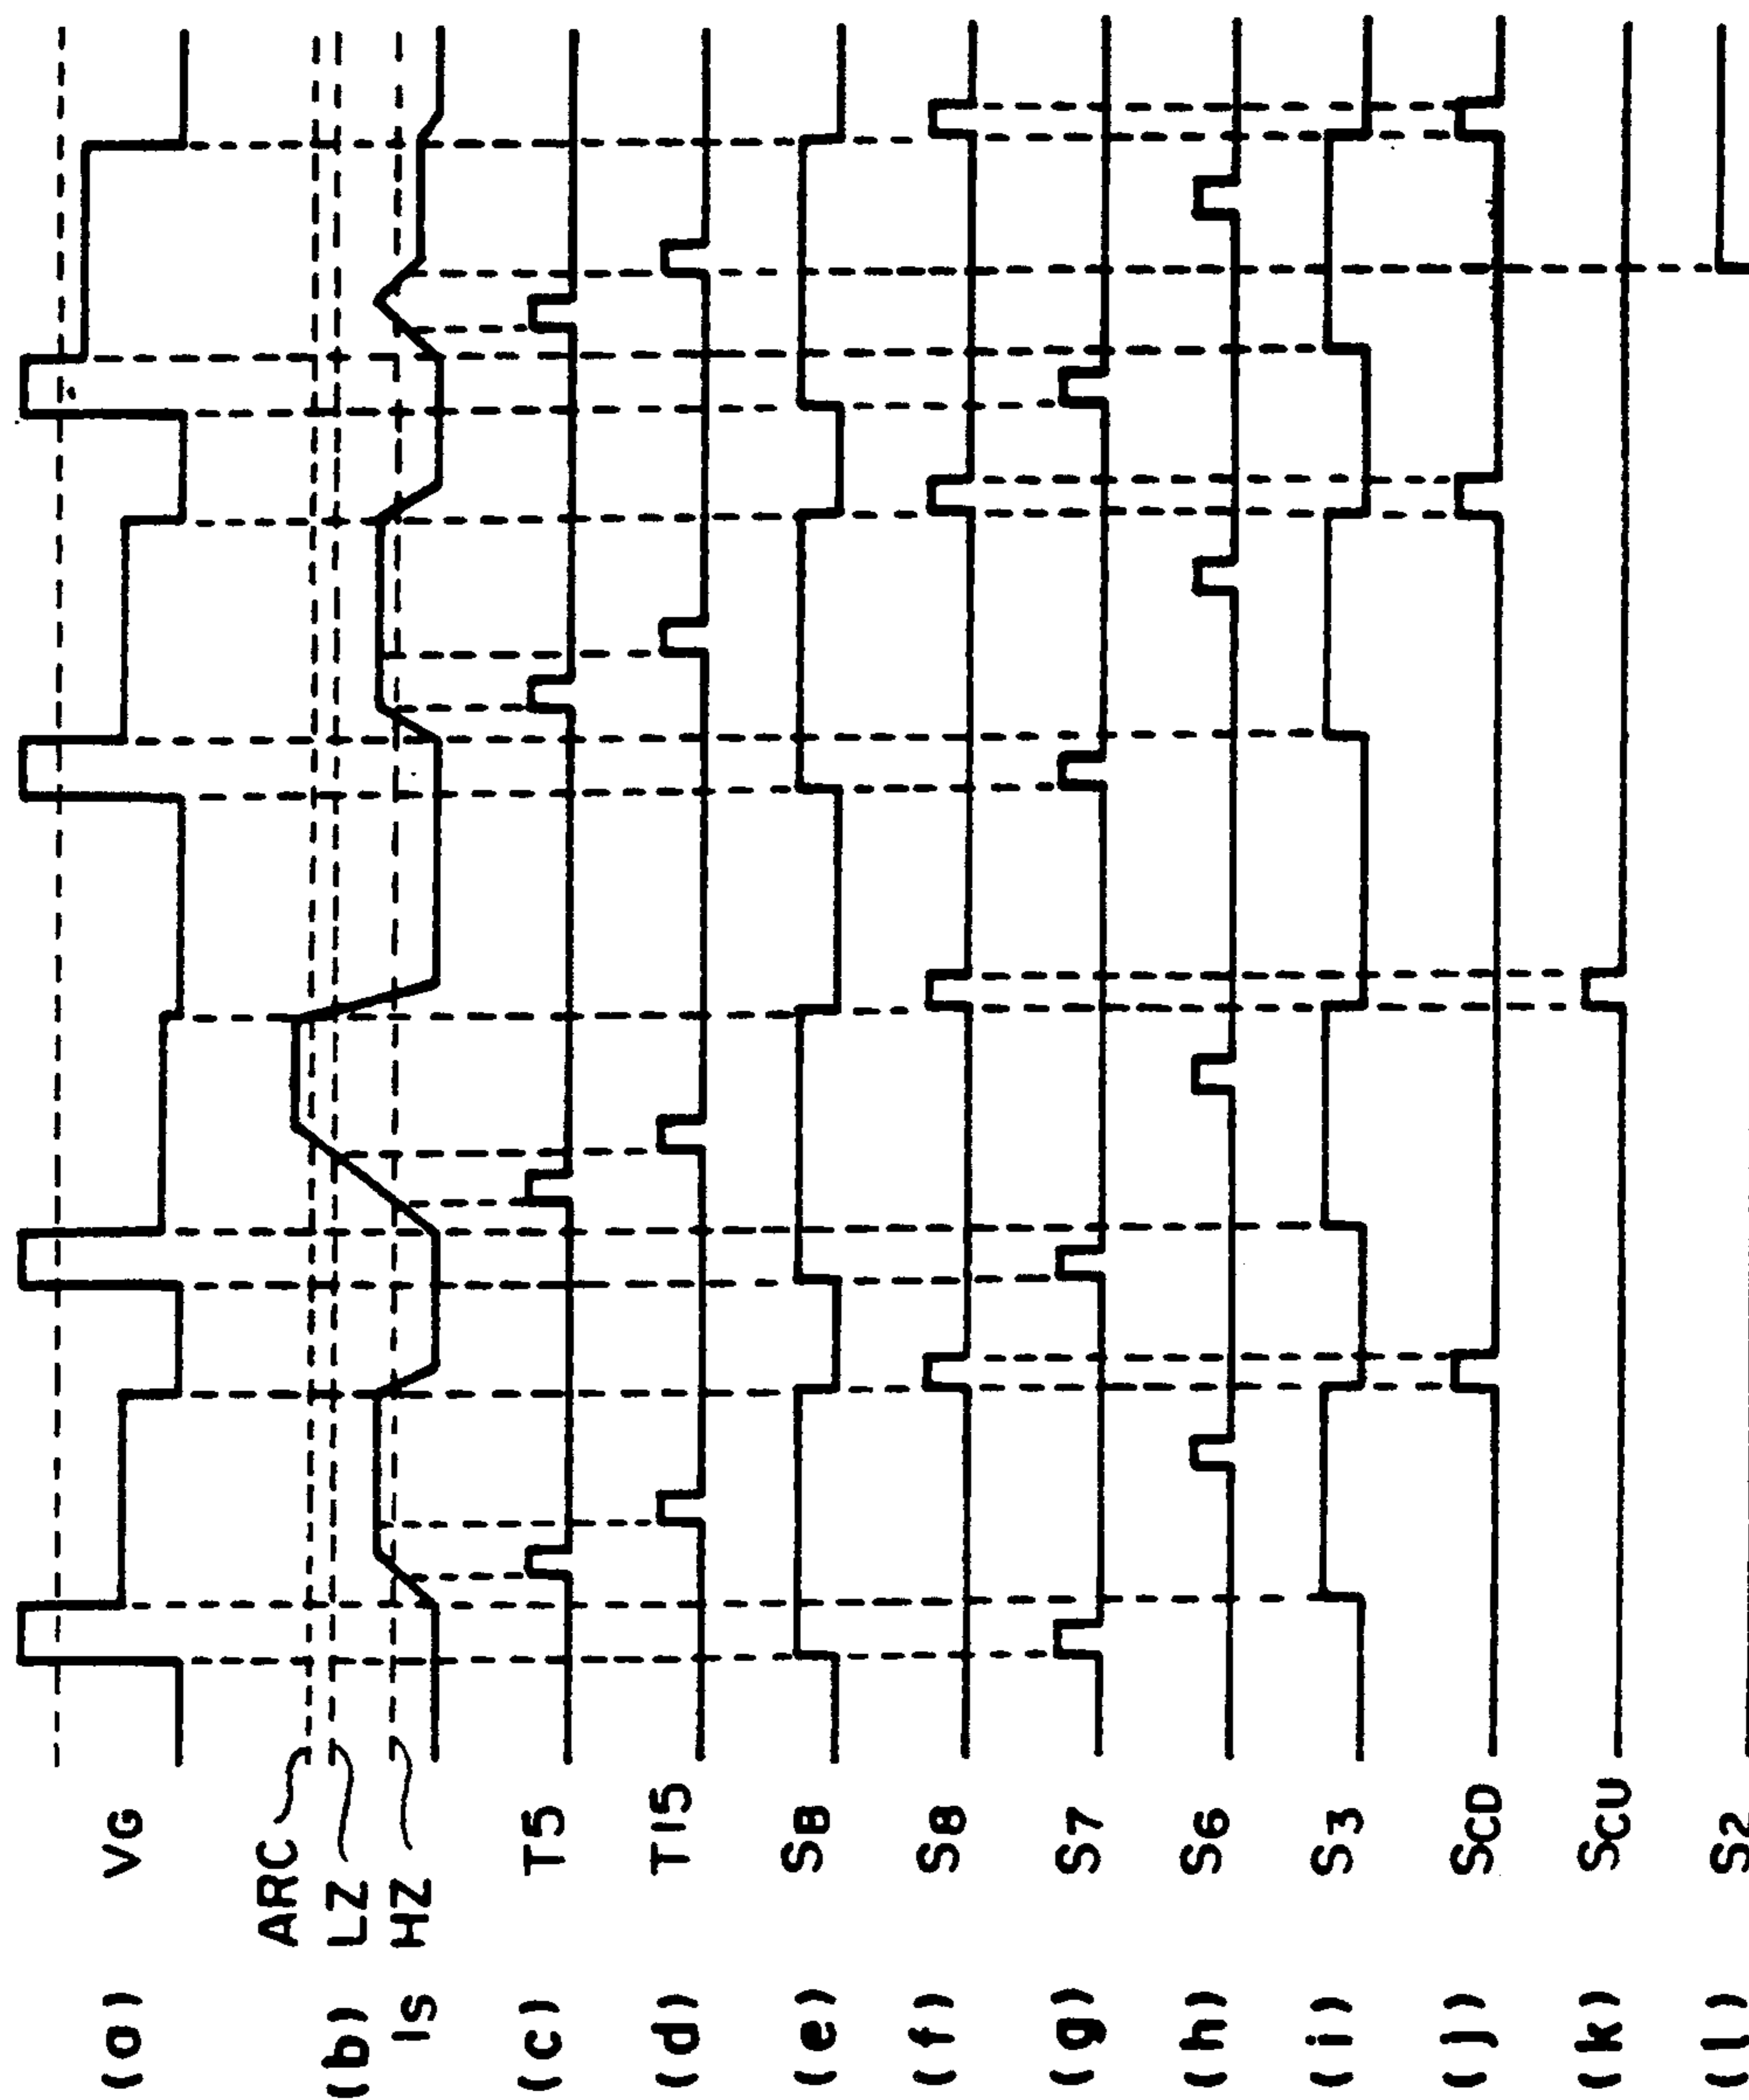 (a) VG
(b) ARC
LZ
IS HZ
(c) T5
(d) T15
(e) SB
(f) S8
(g) S7
(h) S6
(i) S3
(j) SCD
(k) SCU
(l) S2